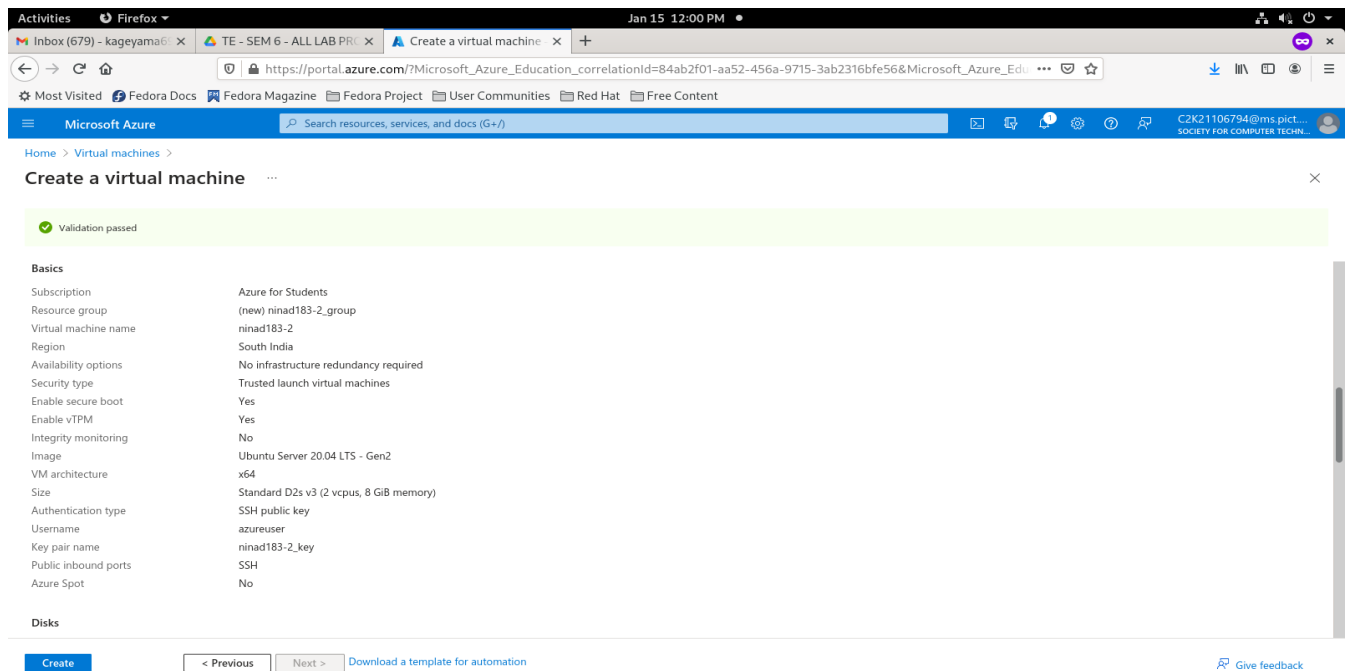 Activities Firefox Jan 15 12:00 PM
Inbox (679) - kageyama6 TE - SEM 6 - ALL LAB PRO Create a virtual machine -
https://portal.azure.com/?Microsoft_Azure_Education_correlationId=84ab2f01-aa52-456a-9715-3ab2316bfe56&Microsoft_Azure_Edu
Most Visited Fedora Docs Fedora Magazine Fedora Project User Communities Red Hat Free Content
Microsoft Azure Search resources, services, and docs (G+/) 1 C2K21106794@ms.pict....
SOCIETY FOR COMPUTER TECHN...
Home > Virtual machines >
Create a virtual machine ...
Validation passed
Basics
Subscription Azure for Students
Resource group (new) ninad183-2_group
Virtual machine name ninad183-2
Region South India
Availability options No infrastructure redundancy required
Security type Trusted launch virtual machines
Enable secure boot Yes
Enable vTPM Yes
Integrity monitoring No
Image Ubuntu Server 20.04 LTS - Gen2
VM architecture x64
Size Standard D2s v3 (2 vcpus, 8 GiB memory)
Authentication type SSH public key
Username azureuser
Key pair name ninad183-2_key
Public inbound ports SSH
Azure Spot No
Disks
Create < Previous Next > Download a template for automation Give feedback